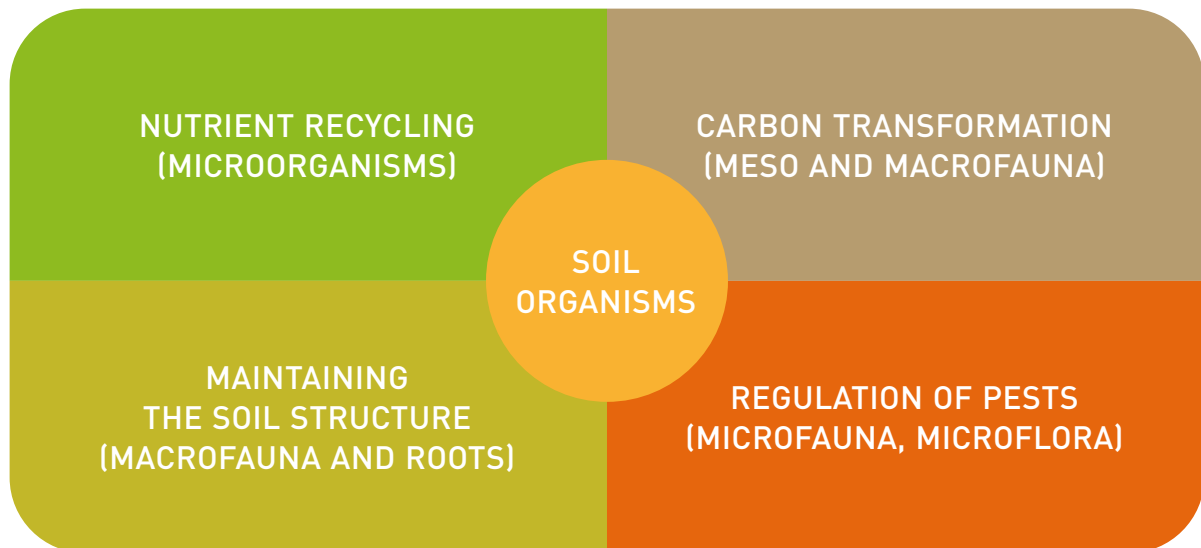 NUTRIENT RECYCLING
(MICROORGANISMS)
CARBON TRANSFORMATION
(MESO AND MACROFAUNA)
SOIL
ORGANISMS
MAINTAINING
THE SOIL STRUCTURE
(MACROFAUNA AND ROOTS)
REGULATION OF PESTS
(MICROFAUNA, MICROFLORA)